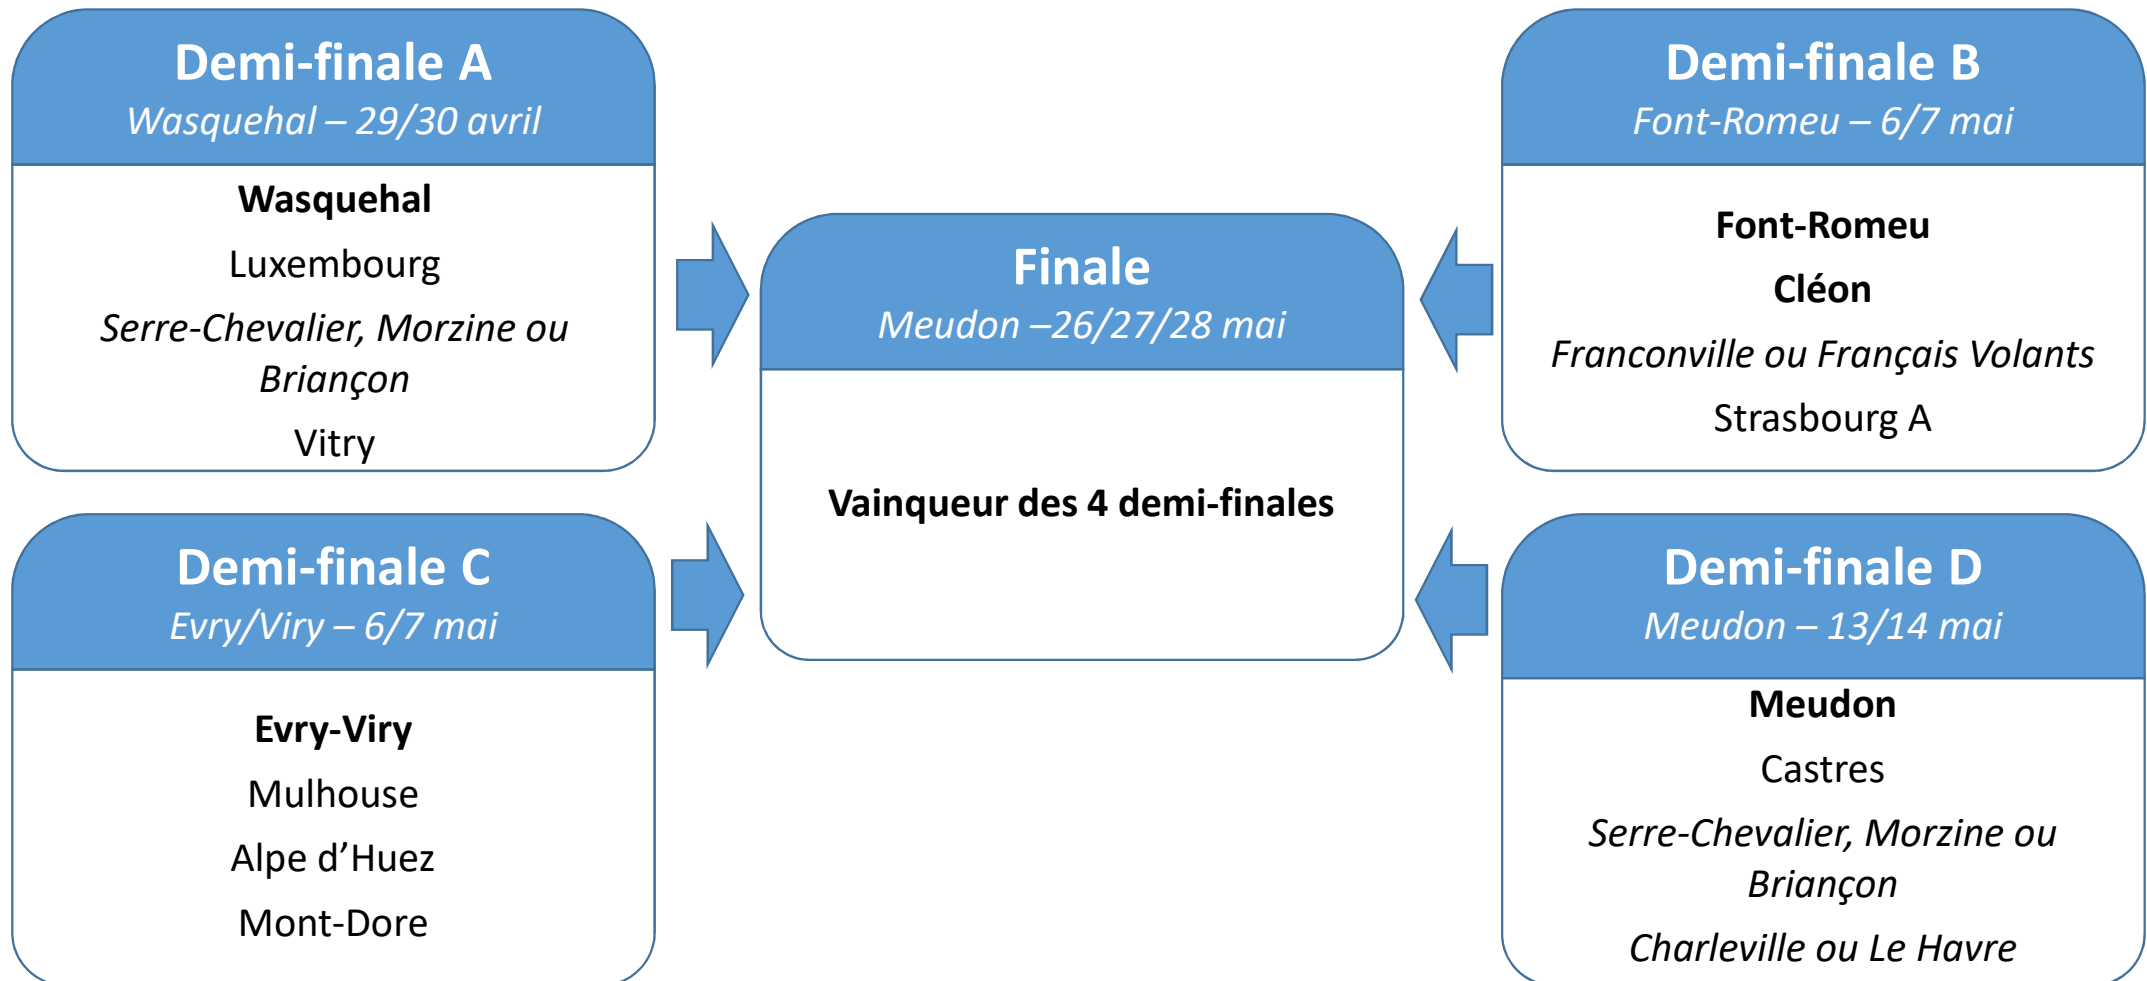 Demi-finale A
Wasquehal – 29/30 avril
Wasquehal
Luxembourg
Serre-Chevalier, Morzine ou
Briançon
Vitry
Demi-finale B
Font-Romeu – 6/7 mai
Font-Romeu
Cléon
Franconville ou Français Volants
Strasbourg A
Finale
Meudon –26/27/28 mai
Vainqueur des 4 demi-finales
Demi-finale C
Evry/Viry – 6/7 mai
Evry-Viry
Mulhouse
Alpe d’Huez
Mont-Dore
Demi-finale D
Meudon – 13/14 mai
Meudon
Castres
Serre-Chevalier, Morzine ou
Briançon
Charleville ou Le Havre